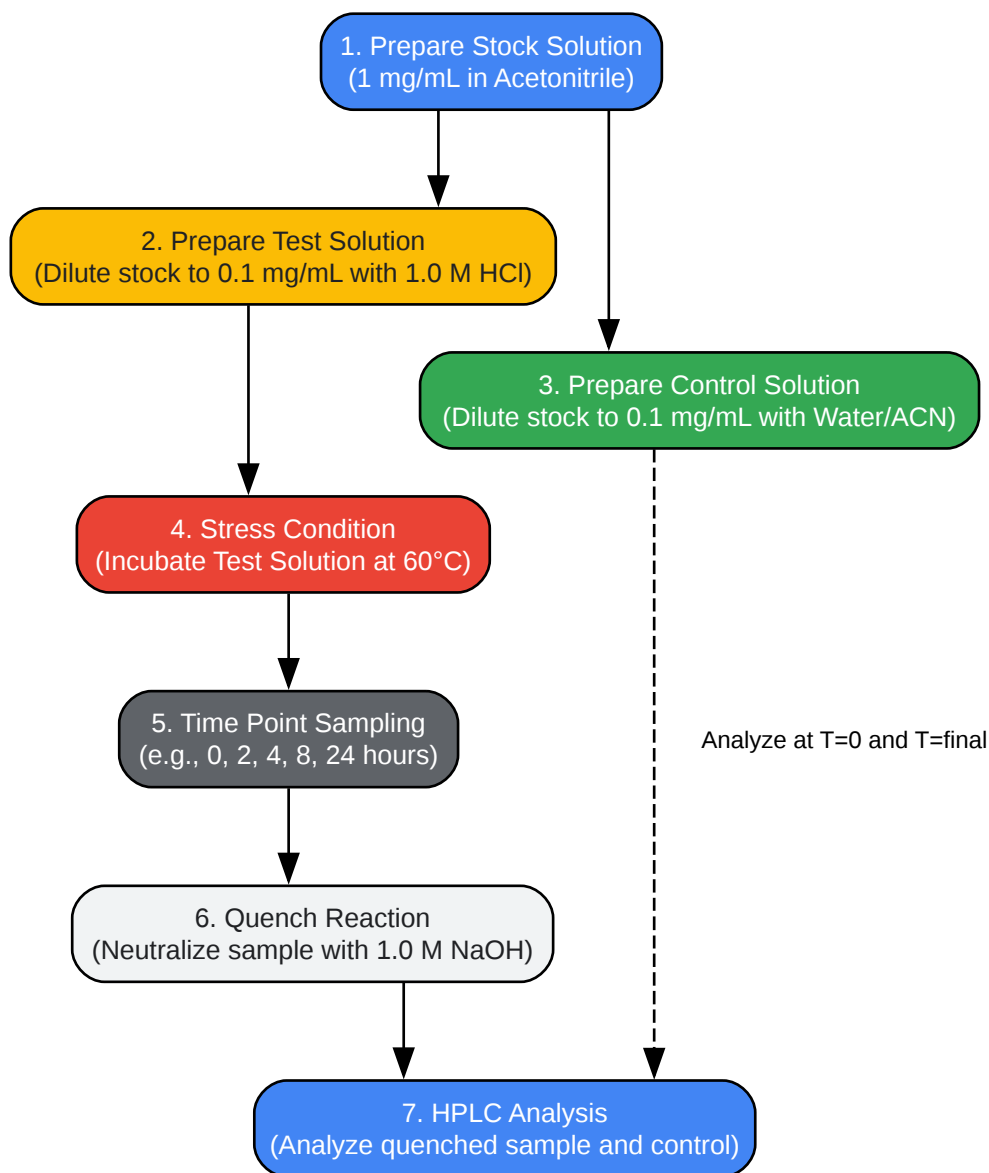 1. Prepare Stock Solution
(1 mg/mL in Acetonitrile)
2. Prepare Test Solution
(Dilute stock to 0.1 mg/mL with 1.0 M HCl)
3. Prepare Control Solution
(Dilute stock to 0.1 mg/mL with Water/ACN)
4. Stress Condition
(Incubate Test Solution at 60°C)
5. Time Point Sampling
(e.g., 0, 2, 4, 8, 24 hours)
Analyze at T=0 and T=final
6. Quench Reaction
(Neutralize sample with 1.0 M NaOH)
7. HPLC Analysis
(Analyze quenched sample and control)